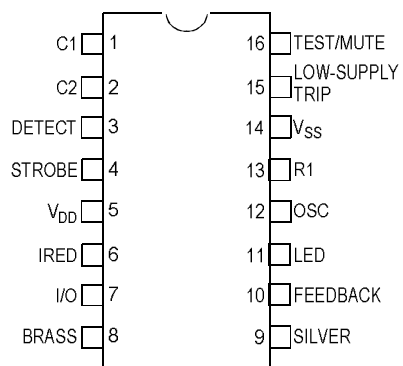 C1 1 16 TEST/MUTE
C2 2 15 LOW-SUPPLY TRIP
DETECT 3 14 VSS
STROBE 4 13 R1
VDD 5 12 OSC
IRED 6 11 LED
I/O 7 10 FEEDBACK
BRASS 8 9 SILVER